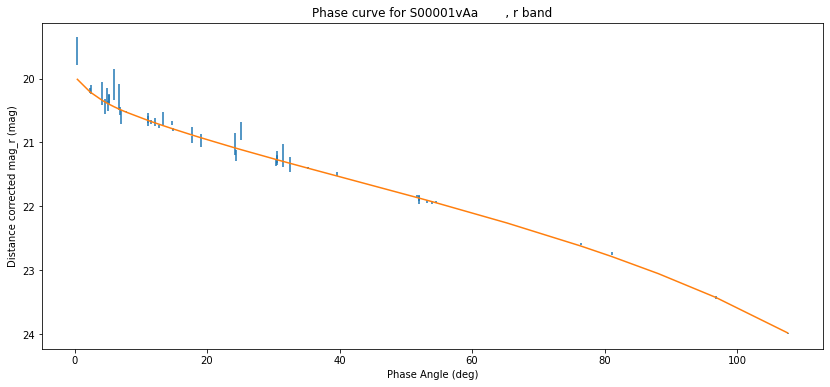 Phase curve for S00001vAa , r band
Distance corrected mag_r (mag)
20
21
22
23
24
0 20 40 60 80 100
Phase Angle (deg)